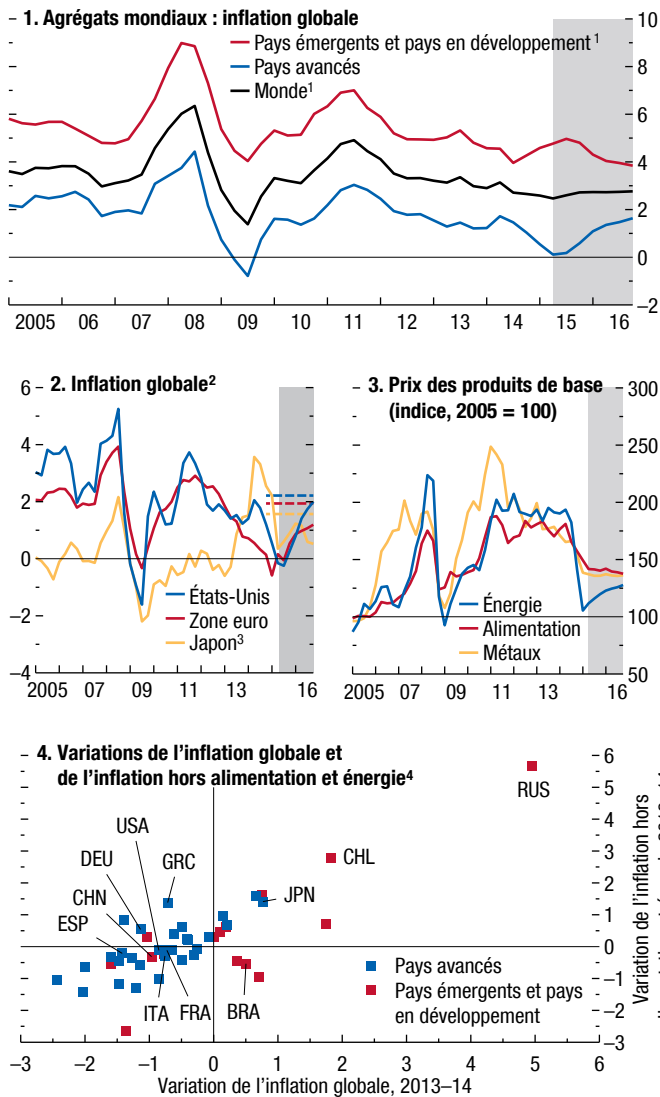 1. Agrégats mondiaux : inflation globale
Pays émergents et pays en développement¹
Pays avancés
Monde¹
10
8
6
4
2
0
−2
2005 06 07 08 09 10 11 12 13 14 15 16
2. Inflation globale²
6
4
2
0
−2
−4
États-Unis
Zone euro
Japon³
2005 07 09 11 13 16
3. Prix des produits de base
(indice, 2005 = 100)
300
250
200
150
100
50
Énergie
Alimentation
Métaux
2005 07 09 11 13 16
4. Variations de l’inflation globale et
de l’inflation hors alimentation et énergie⁴
6
5
4
3
2
1
0
−1
−2
−3
RUS
CHL
JPN
USA
DEU
GRC
CHN
ESP
ITA
FRA
BRA
Pays avancés
Pays émergents et pays
en développement
−3 −2 −1 0 1 2 3 4 5 6
Variation de l’inflation globale, 2013–14
Variation de l’inflation hors